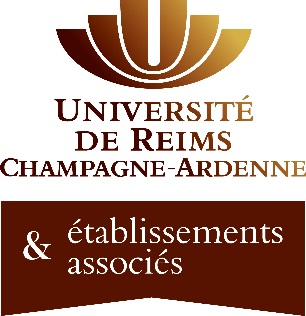 UNIVERSITÉ
DE REIMS
CHAMPAGNE-ARDENNE
& établissements
associés